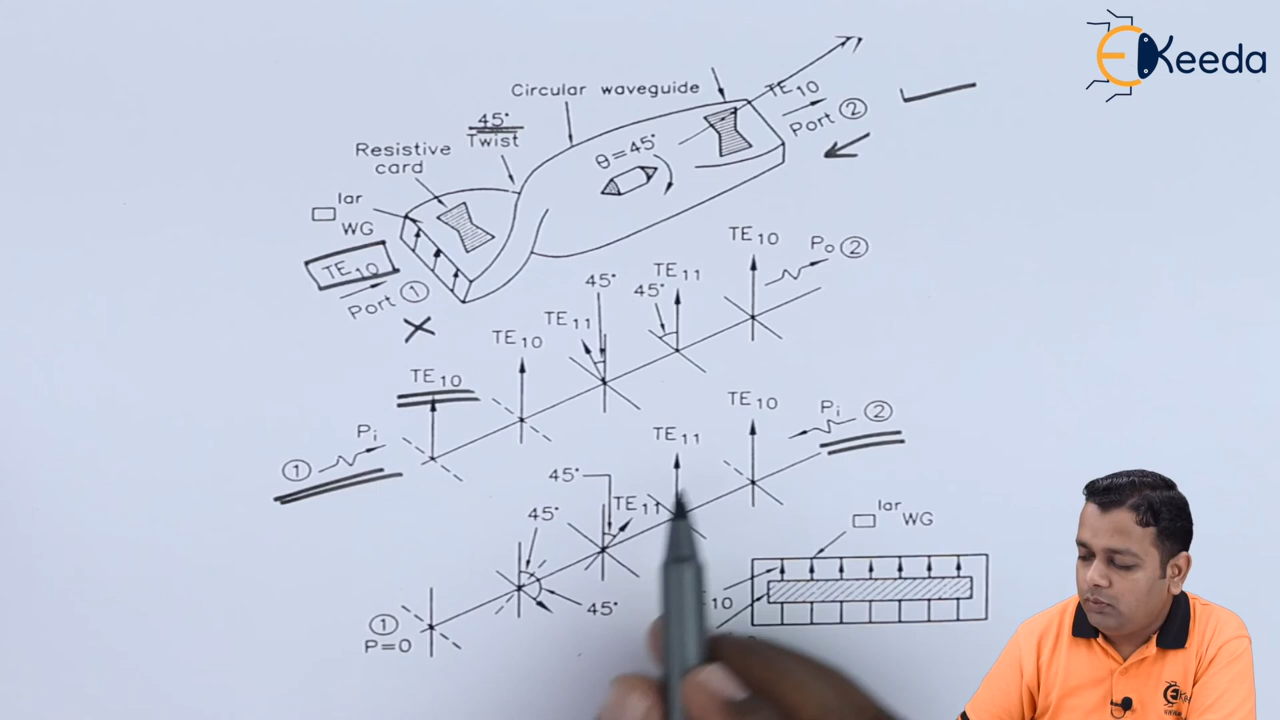 EKeeda
Circular waveguide
TE10
Port ②
45°
Twist
θ=45°
Resistive
card
lar
WG
TE10
Port ①
TE10
Po ②
TE11
45°
45°
TE11
TE10
TE10
Pi
①
TE10
Pi ②
TE11
45°
TE11
45°
45°
①
P=0
lar
WG
10